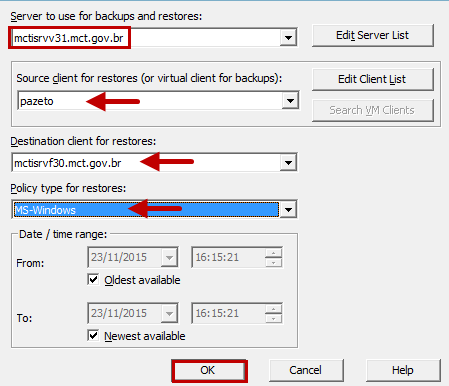 Server to use for backups and restores:
mctisrvv31.mct.gov.br
Edit Server List
Source client for restores (or virtual client for backups):
pazeto
Edit Client List
Search VM Clients
Destination client for restores:
mctisrvf30.mct.gov.br
Policy type for restores:
MS-Windows
Date / time range:
From:
23/11/2015
16:15:21
Oldest available
To:
23/11/2015
16:15:21
Newest available
OK
Cancel
Help